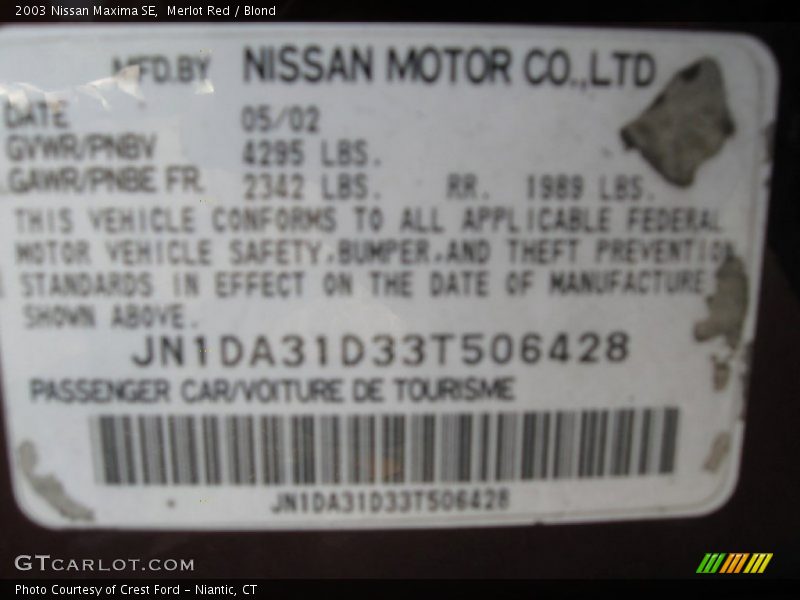 2003 Nissan Maxima SE, Merlot Red / Blond
MFD.BY NISSAN MOTOR CO.,LTD
DATE 05/02
GVWR/PNBV 4295 LBS.
GAWR/PNBE FR. 2342 LBS. RR. 1989 LBS.
THIS VEHICLE CONFORMS TO ALL APPLICABLE FEDERAL
MOTOR VEHICLE SAFETY,BUMPER,AND THEFT PREVENTION
STANDARDS IN EFFECT ON THE DATE OF MANUFACTURE
SHOWN ABOVE.
JN1DA31D33T506428
PASSENGER CAR/VOITURE DE TOURISME
JN1DA31D33T506428
GTCARLOT.COM
Photo Courtesy of Crest Ford – Niantic, CT